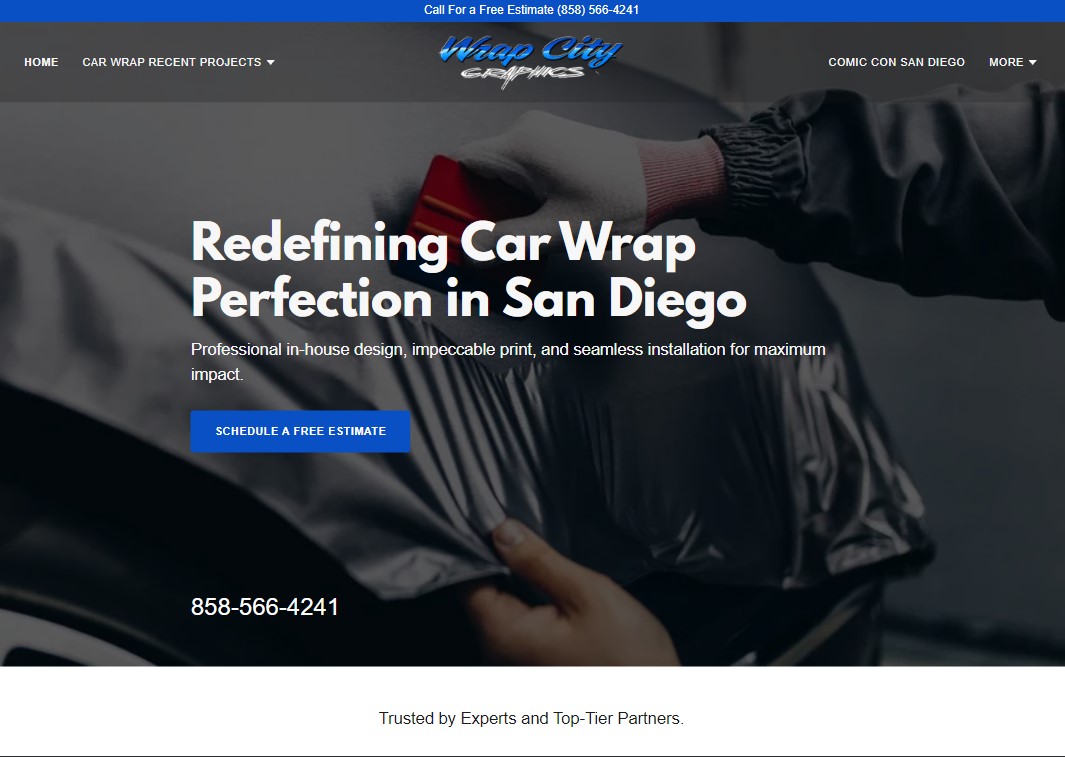 Call For a Free Estimate (858) 566-4241
HOME
CAR WRAP RECENT PROJECTS
Wrap City
GRAPHICS
COMIC CON SAN DIEGO
MORE
Redefining Car Wrap
Perfection in San Diego
Professional in-house design, impeccable print, and seamless installation for maximum
impact.
SCHEDULE A FREE ESTIMATE
858-566-4241
Trusted by Experts and Top-Tier Partners.